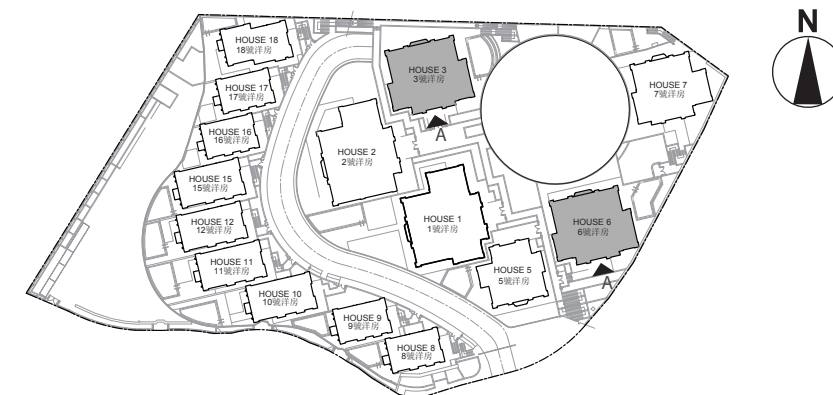 HOUSE 18
18號洋房
HOUSE 17
17號洋房
HOUSE 16
16號洋房
HOUSE 15
15號洋房
HOUSE 12
12號洋房
HOUSE 11
11號洋房
HOUSE 10
10號洋房
HOUSE 9
9號洋房
HOUSE 8
8號洋房
HOUSE 2
2號洋房
HOUSE 3
3號洋房
A
HOUSE 1
1號洋房
HOUSE 5
5號洋房
HOUSE 6
6號洋房
A
HOUSE 7
7號洋房
N